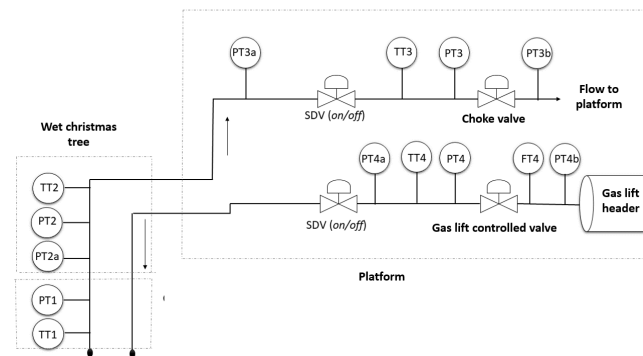 PT3a
TT3
PT3
PT3b
SDV (on/off)
Choke valve
Flow to
platform
Wet christmas
tree
PT4a
TT4
PT4
FT4
PT4b
Gas lift
header
SDV (on/off)
Gas lift controlled valve
TT2
PT2
PT2a
Platform
PT1
TT1